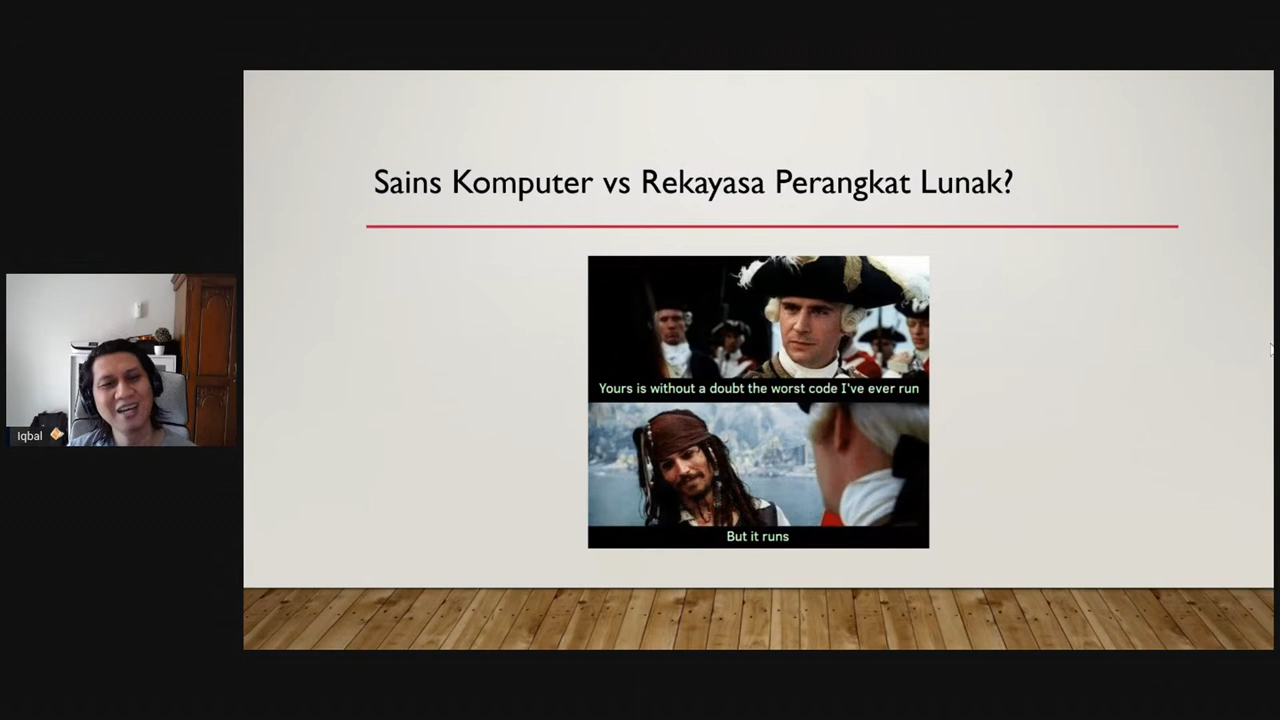 Sains Komputer vs Rekayasa Perangkat Lunak?
Yours is without a doubt the worst code I've ever run
But it runs
Iqbal